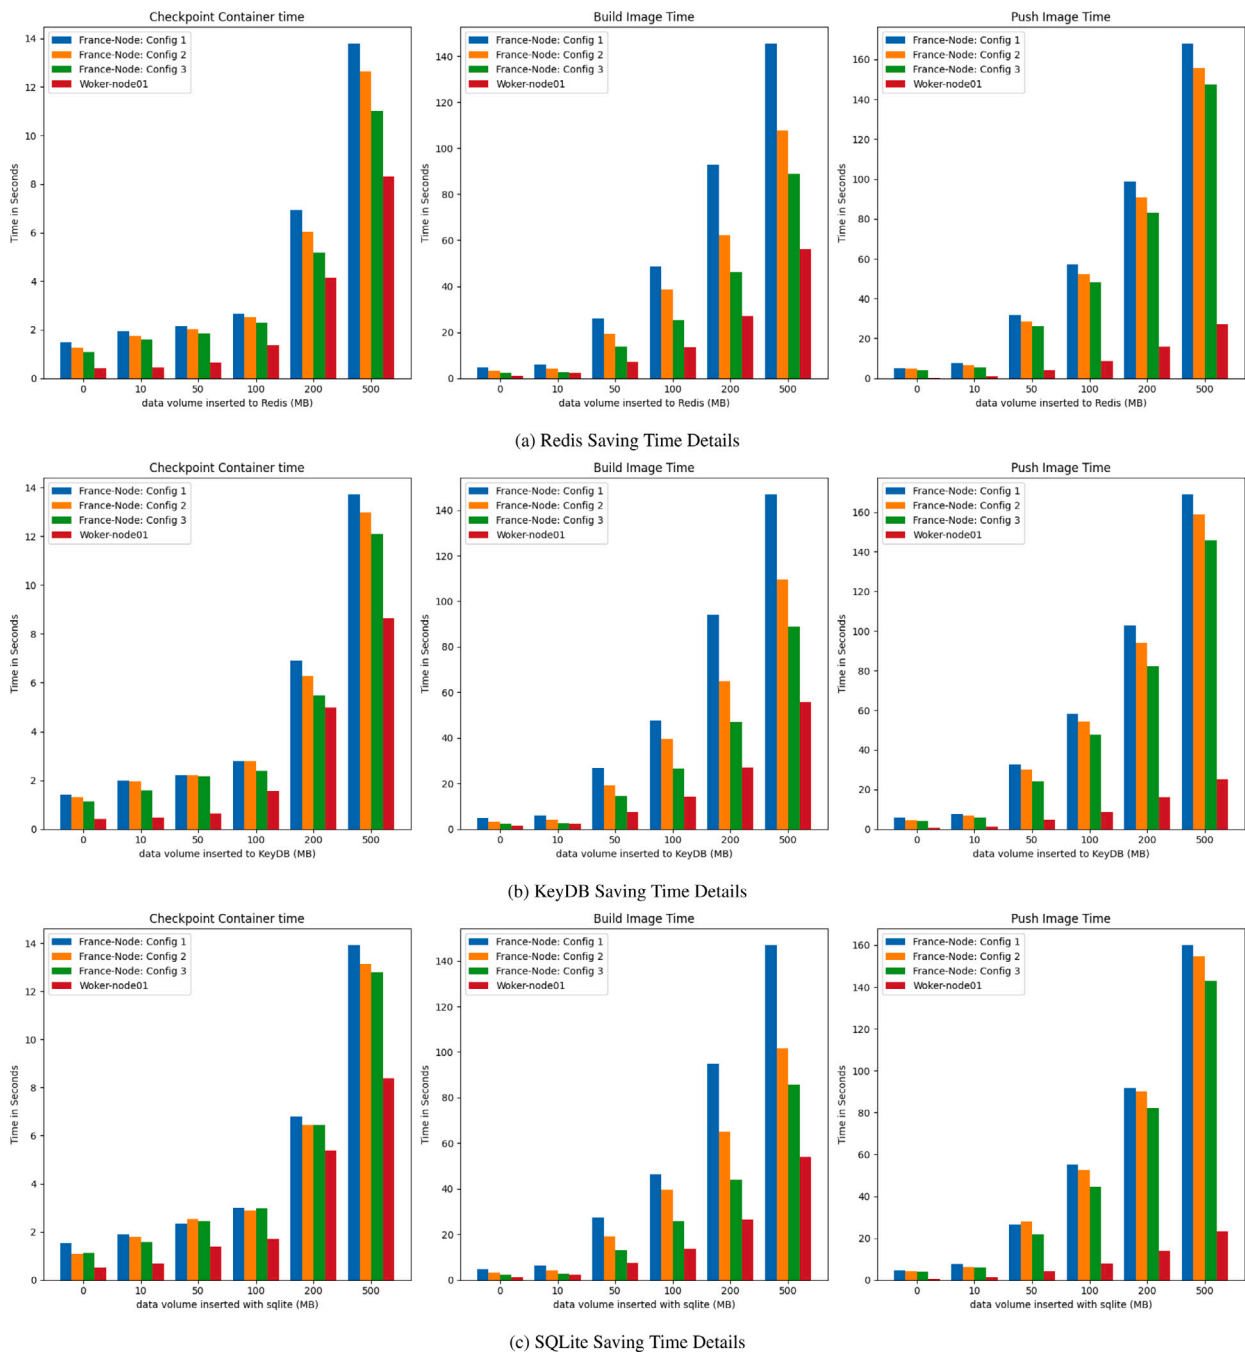 Checkpoint Container time
14
12
10
8
6
4
2
0
Time in Seconds
France-Node: Config 1
France-Node: Config 2
France-Node: Config 3
Woker-node01
0 10 50 100 200 500
data volume inserted to Redis (MB)
Build Image Time
140
120
100
80
60
40
20
0
Time in Seconds
France-Node: Config 1
France-Node: Config 2
France-Node: Config 3
Woker-node01
0 10 50 100 200 500
data volume inserted to Redis (MB)
Push Image Time
160
140
120
100
80
60
40
20
0
Time in Seconds
France-Node: Config 1
France-Node: Config 2
France-Node: Config 3
Woker-node01
0 10 50 100 200 500
data volume inserted to Redis (MB)
(a) Redis Saving Time Details
Checkpoint Container time
14
12
10
8
6
4
2
0
Time in Seconds
France-Node: Config 1
France-Node: Config 2
France-Node: Config 3
Woker-node01
0 10 50 100 200 500
data volume inserted to KeyDB (MB)
Build Image Time
140
120
100
80
60
40
20
0
Time in Seconds
France-Node: Config 1
France-Node: Config 2
France-Node: Config 3
Woker-node01
0 10 50 100 200 500
data volume inserted to KeyDB (MB)
Push Image Time
160
140
120
100
80
60
40
20
0
Time in Seconds
France-Node: Config 1
France-Node: Config 2
France-Node: Config 3
Woker-node01
0 10 50 100 200 500
data volume inserted to KeyDB (MB)
(b) KeyDB Saving Time Details
Checkpoint Container time
14
12
10
8
6
4
2
0
Time in Seconds
France-Node: Config 1
France-Node: Config 2
France-Node: Config 3
Woker-node01
0 10 50 100 200 500
data volume inserted with sqlite (MB)
Build Image Time
140
120
100
80
60
40
20
0
Time in Seconds
France-Node: Config 1
France-Node: Config 2
France-Node: Config 3
Woker-node01
0 10 50 100 200 500
data volume inserted with sqlite (MB)
Push Image Time
160
140
120
100
80
60
40
20
0
Time in Seconds
France-Node: Config 1
France-Node: Config 2
France-Node: Config 3
Woker-node01
0 10 50 100 200 500
data volume inserted with sqlite (MB)
(c) SQLite Saving Time Details